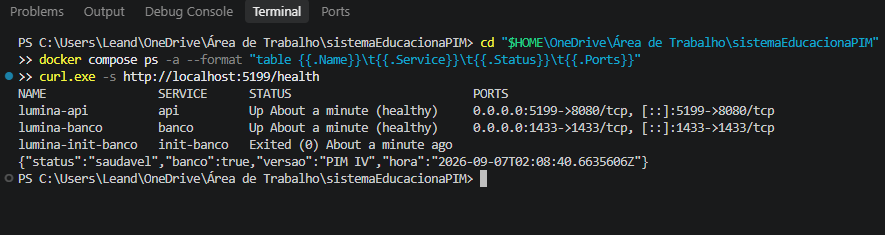 Problems Output Debug Console Terminal Ports
PS C:\Users\Leand\OneDrive\Área de Trabalho\sistemaEducacionaPIM> cd "$HOME\OneDrive\Área de Trabalho\sistemaEducacionaPIM"
>> docker compose ps -a --format "table {{.Name}}\t{{.Service}}\t{{.Status}}\t{{.Ports}}"
>> curl.exe -s http://localhost:5199/health
NAME SERVICE STATUS PORTS
lumina-api api Up About a minute (healthy) 0.0.0.0:5199->8080/tcp, [::]:5199->8080/tcp
lumina-banco banco Up About a minute (healthy) 0.0.0.0:1433->1433/tcp, [::]:1433->1433/tcp
lumina-init-banco init-banco Exited (0) About a minute ago
{"status":"saudavel","banco":true,"versao":"PIM IV","hora":"2026-09-07T02:08:40.6635606Z"}
PS C:\Users\Leand\OneDrive\Área de Trabalho\sistemaEducacionaPIM>